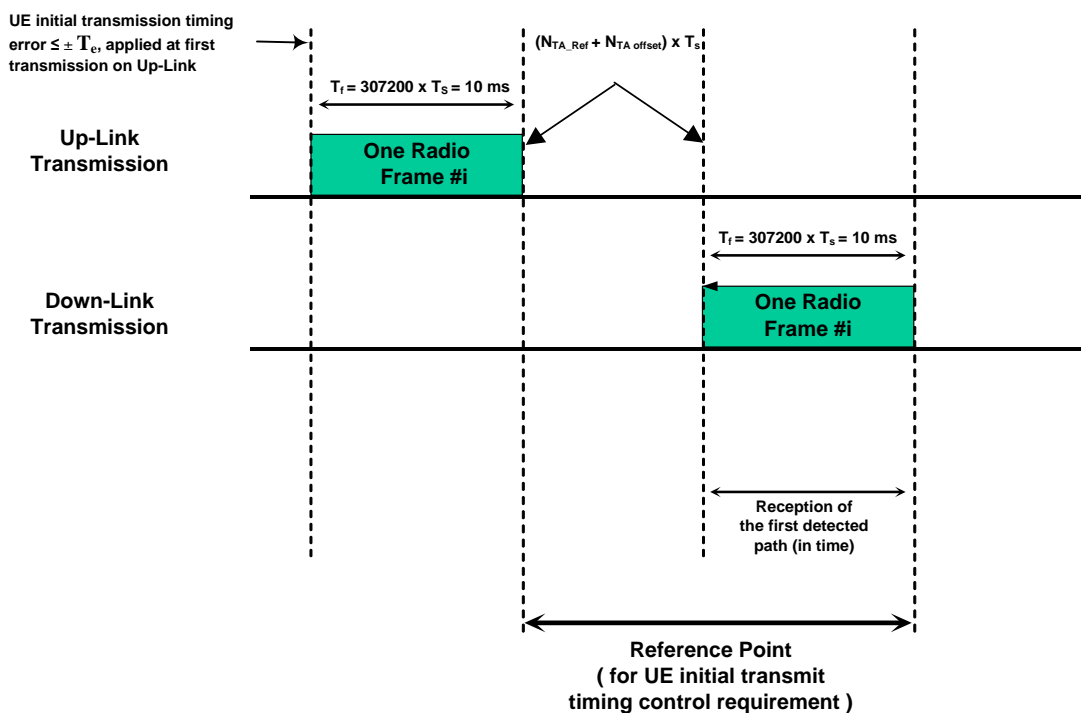 UE initial transmission timing
error ≤ ± Te, applied at first
transmission on Up-Link
(NTA_Ref + NTA offset) x Ts
Tf = 307200 x TS = 10 ms
Up-Link
Transmission
One Radio
Frame #i
Tf = 307200 x Ts = 10 ms
Down-Link
Transmission
One Radio
Frame #i
Reception of
the first detected
path (in time)
Reference Point
( for UE initial transmit
timing control requirement )